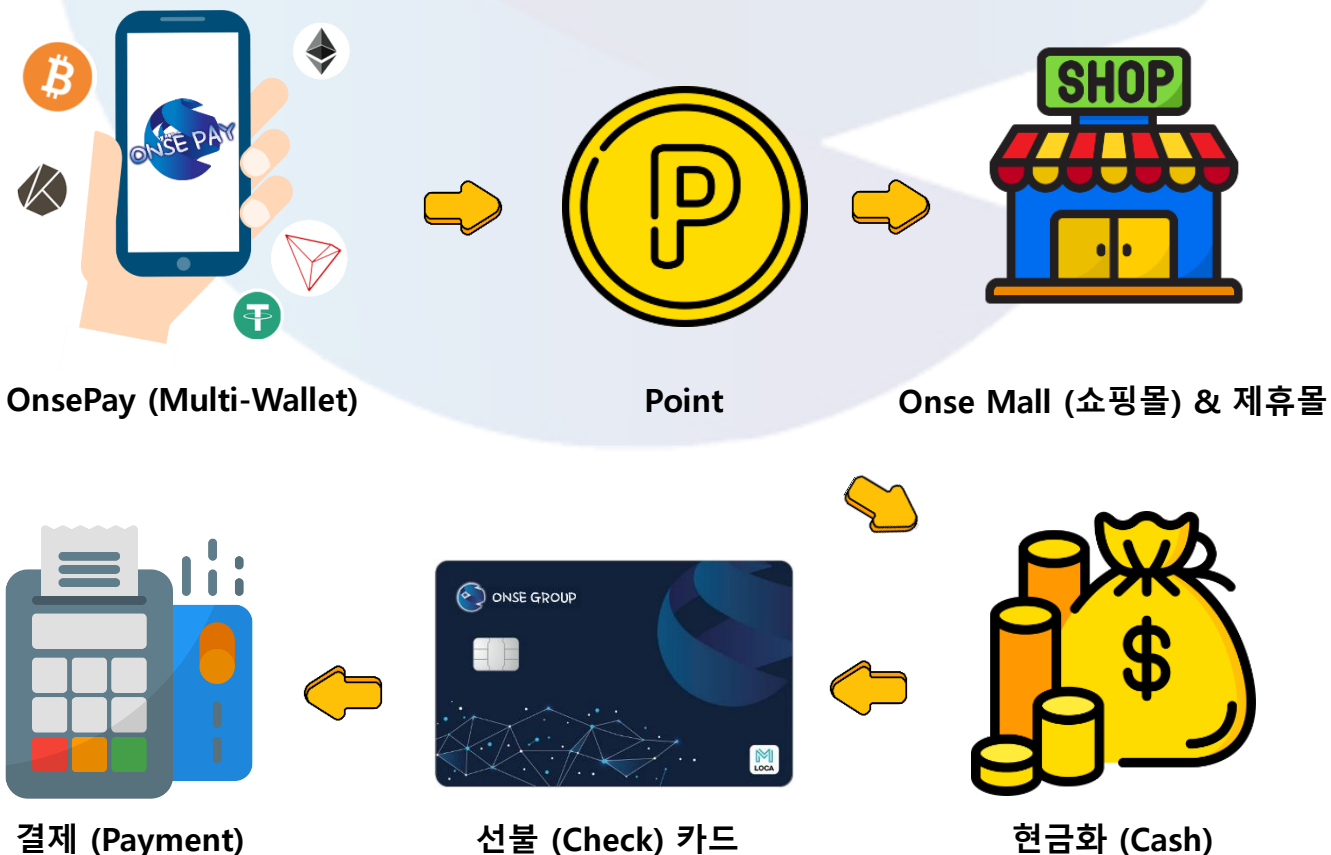 ONSE PAY
SHOP
P
OnsePay (Multi-Wallet)
Point
Onse Mall (쇼핑몰) & 제휴몰
ONSE GROUP
M
LOCA
$
결제 (Payment)
선불 (Check) 카드
현금화 (Cash)